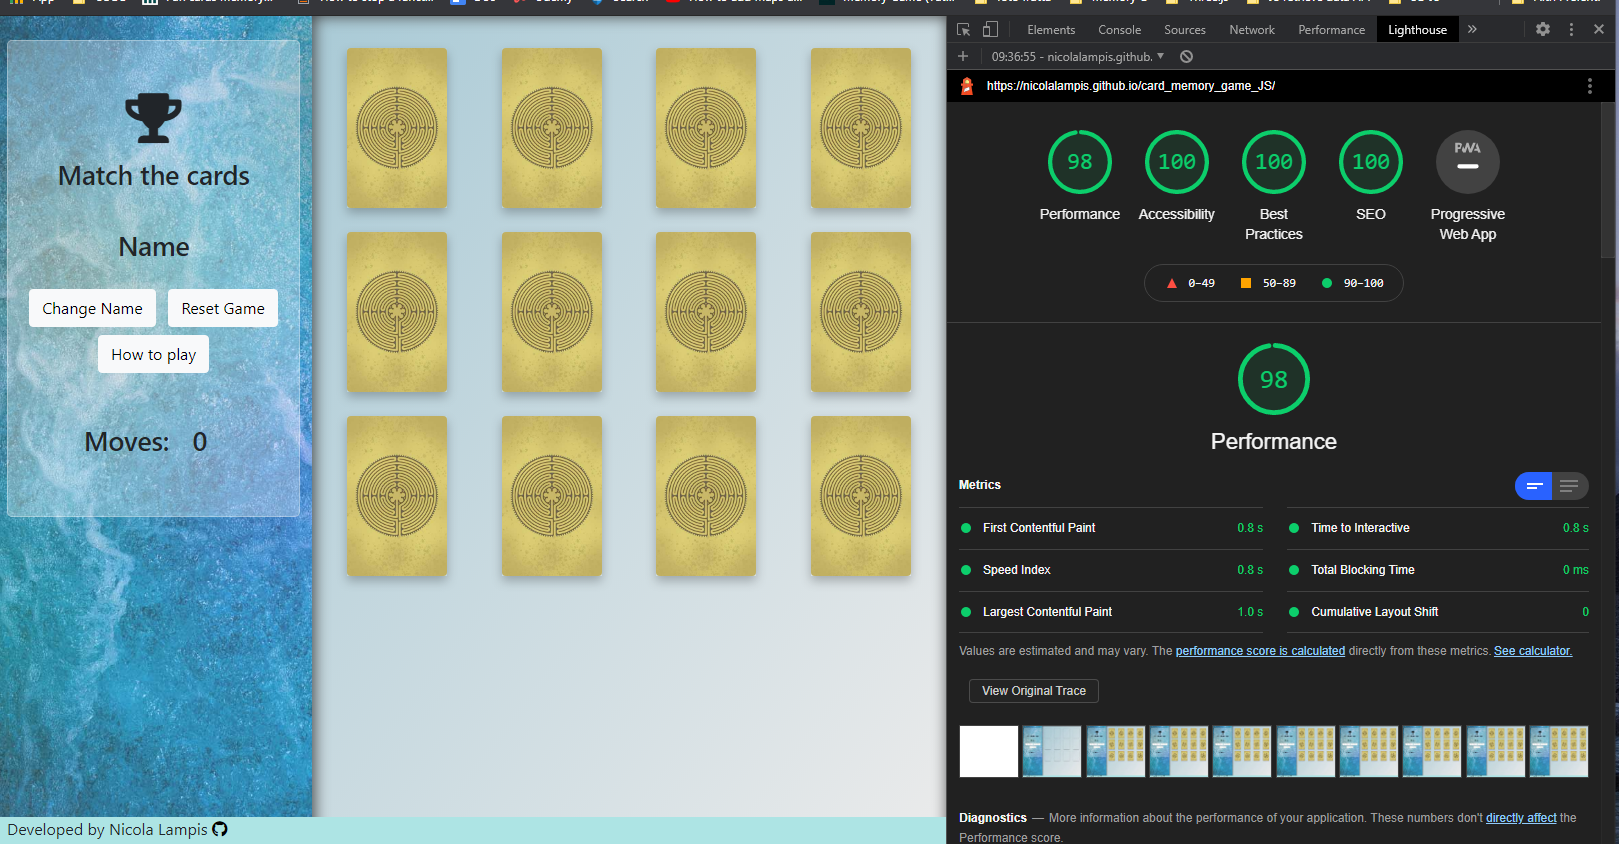 Elements Console Sources Network Performance Lighthouse »
09:36:55 - nicolalampis.github.
https://nicolalampis.github.io/card_memory_game_JS/
Match the cards
Name
Change Name Reset Game
How to play
Moves: 0
Developed by Nicola Lampis
98 100 100 100 PWA
Performance Accessibility Best Practices SEO Progressive Web App
0–49 50–89 90–100
98
Performance
Metrics
First Contentful Paint 0.8 s
Time to Interactive 0.8 s
Speed Index 0.8 s
Total Blocking Time 0 ms
Largest Contentful Paint 1.0 s
Cumulative Layout Shift 0
Values are estimated and may vary. The performance score is calculated directly from these metrics. See calculator.
View Original Trace
Diagnostics — More information about the performance of your application. These numbers don't directly affect the
Performance score.